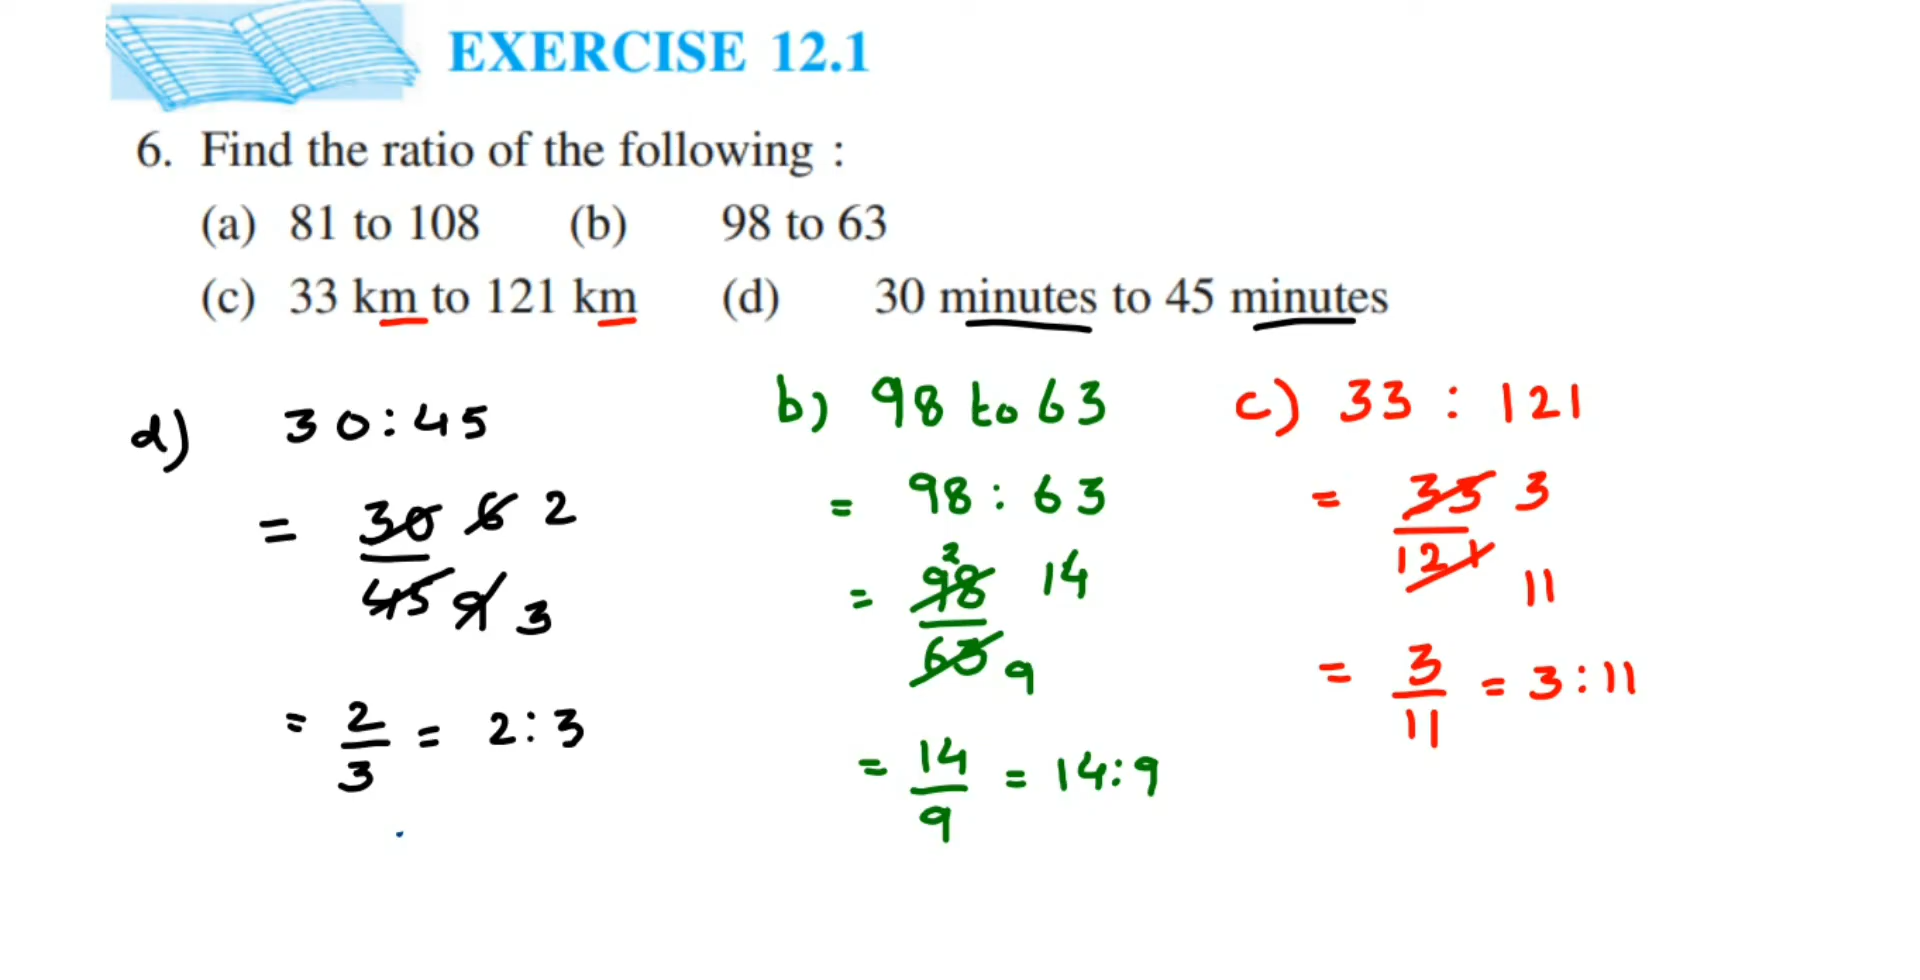 EXERCISE 12.1
6. Find the ratio of the following :
(a) 81 to 108 (b) 98 to 63
(c) 33 km to 121 km (d) 30 minutes to 45 minutes
d) 30:45
= 30 6 2
45 9 3
= 2 = 2:3
3
b) 98 to 63
= 98 : 63
2
= 98 14
63 9
= 14 = 14:9
9
c) 33 : 121
= 33 3
121 11
= 3 = 3:11
11